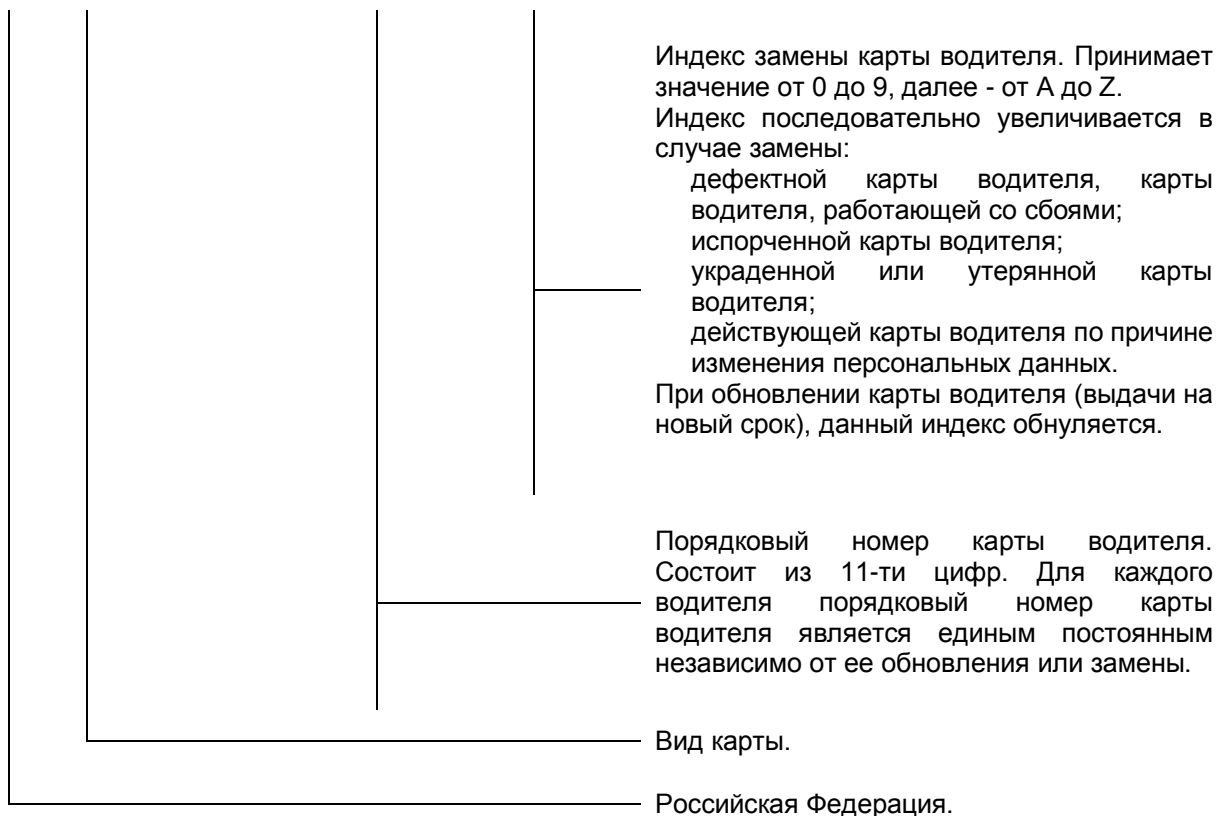 Индекс замены карты водителя. Принимает
значение от 0 до 9, далее - от A до Z.
Индекс последовательно увеличивается в
случае замены:
дефектной карты водителя, карты
водителя, работающей со сбоями;
испорченной карты водителя;
украденной или утерянной карты
водителя;
действующей карты водителя по причине
изменения персональных данных.
При обновлении карты водителя (выдачи на
новый срок), данный индекс обнуляется.
Порядковый номер карты водителя.
Состоит из 11-ти цифр. Для каждого
водителя порядковый номер карты
водителя является единым постоянным
независимо от ее обновления или замены.
Вид карты.
Российская Федерация.